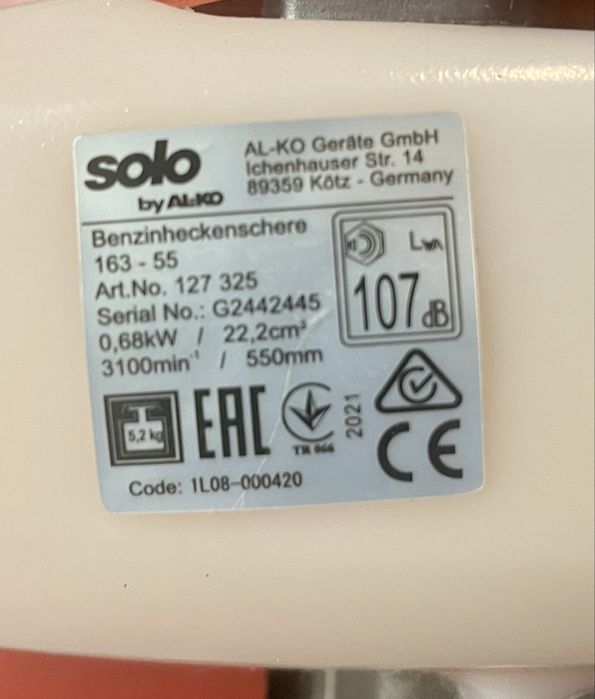 solo
by AL-KO
AL-KO Geräte GmbH
Ichenhauser Str. 14
89359 Kötz - Germany
Benzinheckenschere
163 - 55
Art.No. 127 325
Serial No.: G2442445
0,68kW / 22,2cm³
3100min⁻¹ / 550mm
LWA
107 dB
5,2 kg
EAC
TR 066
2021
CE
Code: 1L08-000420